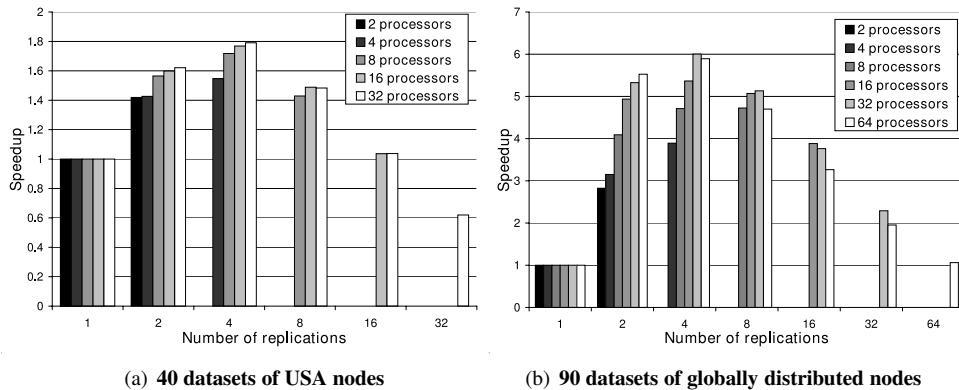 2
1.8
1.6
1.4
1.2
1
0.8
0.6
0.4
0.2
0
Speedup
2 processors
4 processors
8 processors
16 processors
32 processors
1 2 4 8 16 32
Number of replications
(a) 40 datasets of USA nodes
7
6
5
4
3
2
1
0
Speedup
2 processors
4 processors
8 processors
16 processors
32 processors
64 processors
1 2 4 8 16 32 64
Number of replications
(b) 90 datasets of globally distributed nodes